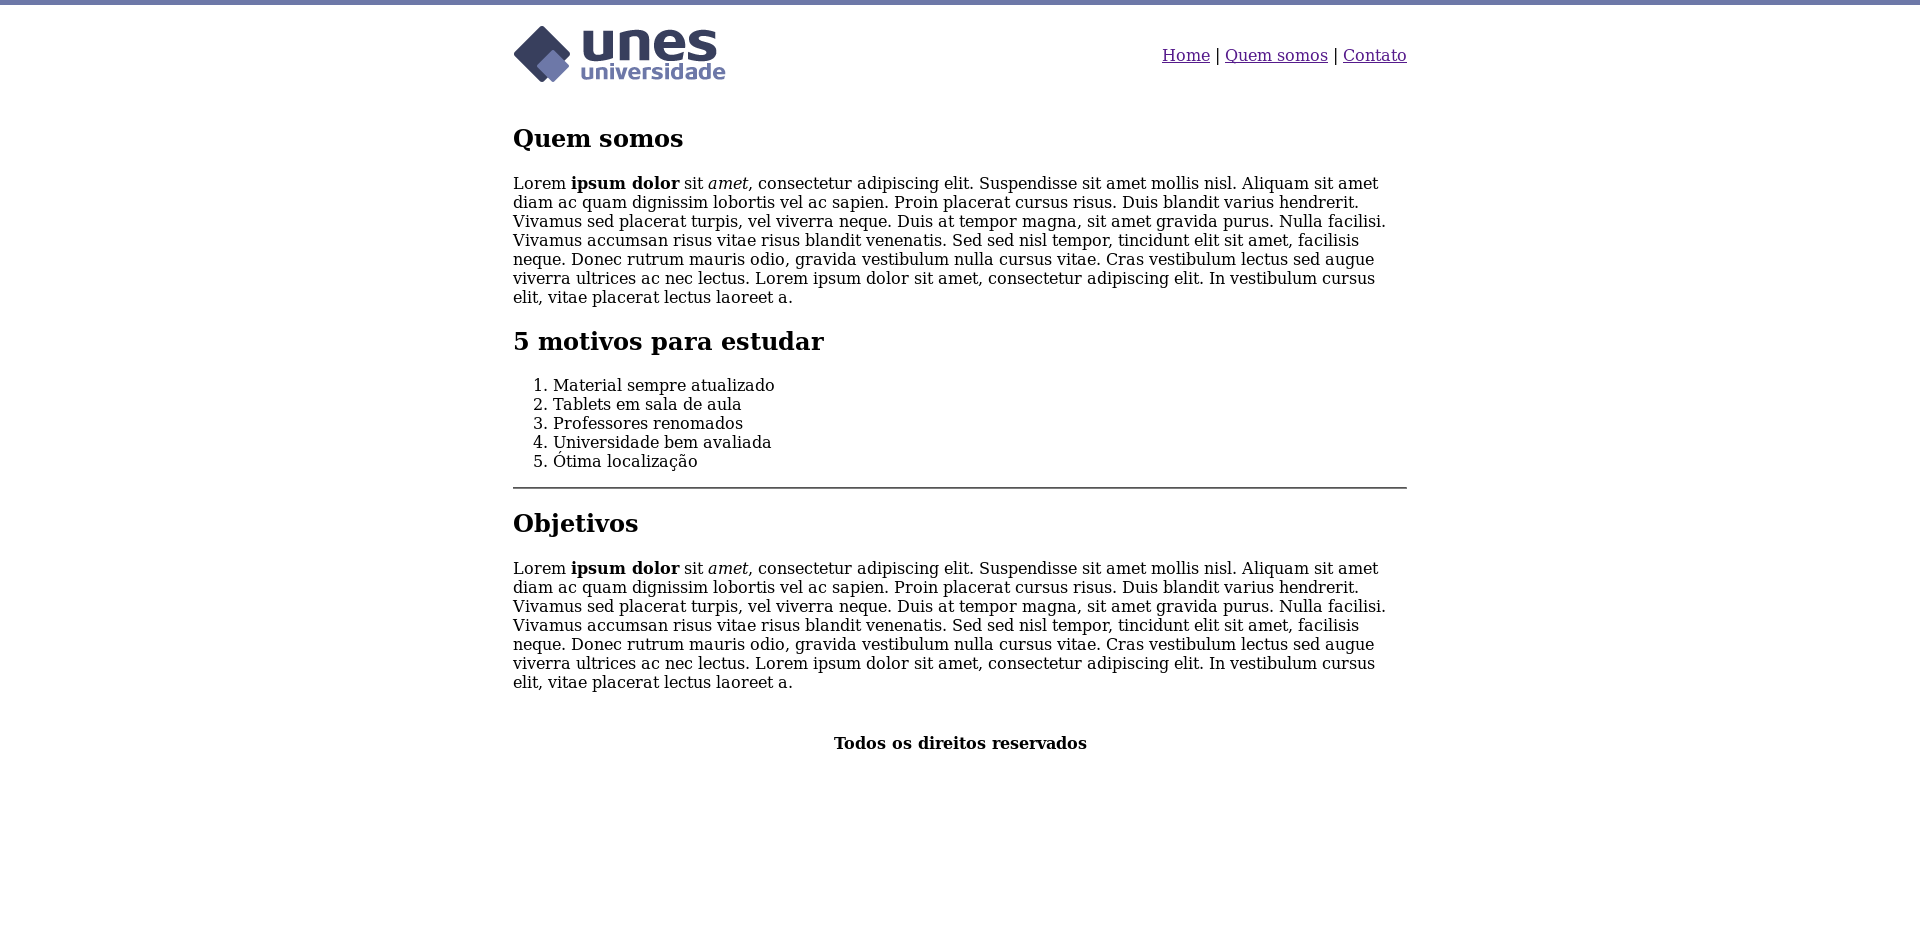 unes
universidade
Home | Quem somos | Contato
Quem somos
Lorem ipsum dolor sit amet, consectetur adipiscing elit. Suspendisse sit amet mollis nisl. Aliquam sit amet
diam ac quam dignissim lobortis vel ac sapien. Proin placerat cursus risus. Duis blandit varius hendrerit.
Vivamus sed placerat turpis, vel viverra neque. Duis at tempor magna, sit amet gravida purus. Nulla facilisi.
Vivamus accumsan risus vitae risus blandit venenatis. Sed sed nisl tempor, tincidunt elit sit amet, facilisis
neque. Donec rutrum mauris odio, gravida vestibulum nulla cursus vitae. Cras vestibulum lectus sed augue
viverra ultrices ac nec lectus. Lorem ipsum dolor sit amet, consectetur adipiscing elit. In vestibulum cursus
elit, vitae placerat lectus laoreet a.
5 motivos para estudar
1. Material sempre atualizado
2. Tablets em sala de aula
3. Professores renomados
4. Universidade bem avaliada
5. Ótima localização
Objetivos
Lorem ipsum dolor sit amet, consectetur adipiscing elit. Suspendisse sit amet mollis nisl. Aliquam sit amet
diam ac quam dignissim lobortis vel ac sapien. Proin placerat cursus risus. Duis blandit varius hendrerit.
Vivamus sed placerat turpis, vel viverra neque. Duis at tempor magna, sit amet gravida purus. Nulla facilisi.
Vivamus accumsan risus vitae risus blandit venenatis. Sed sed nisl tempor, tincidunt elit sit amet, facilisis
neque. Donec rutrum mauris odio, gravida vestibulum nulla cursus vitae. Cras vestibulum lectus sed augue
viverra ultrices ac nec lectus. Lorem ipsum dolor sit amet, consectetur adipiscing elit. In vestibulum cursus
elit, vitae placerat lectus laoreet a.
Todos os direitos reservados